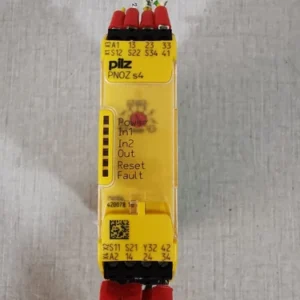 A1 13 23 33
S12 S22 S34 41
pilz
PNOZ s4
Power
In1
In2
Out
Reset
Fault
S11 S21 Y32 42
A2 14 24 34